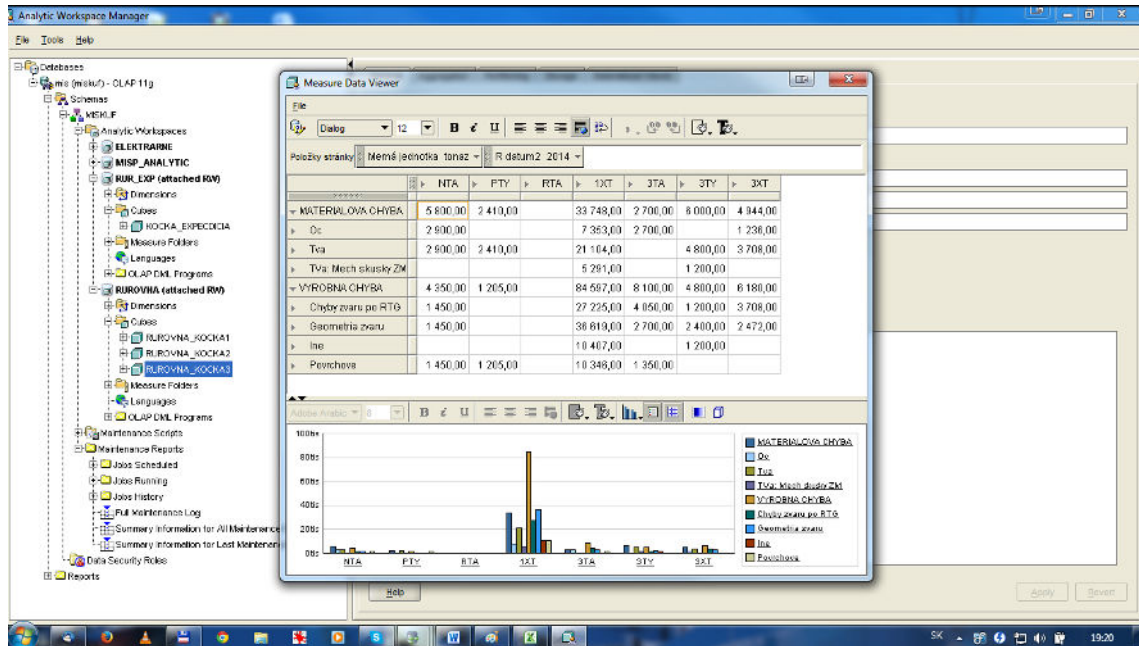 Analytic Workspace Manager
File Tools Help
Databases
mis (miskuf) - OLAP 11g
Schemas
MISKUF
Analytic Workspaces
ELEKTRARNE
MISP_ANALYTIC
RUR_EXP (attached RW)
Dimensions
Cubes
KOCKA_EXPEDICIA
Measure Folders
Languages
OLAP DML Programs
RUROVNA (attached RW)
Dimensions
Cubes
RUROVNA_KOCKA1
RUROVNA_KOCKA2
RUROVNA_KOCKA3
Measure Folders
Languages
OLAP DML Programs
Maintenance Scripts
Maintenance Reports
Jobs Scheduled
Jobs Running
Jobs History
Full Maintenance Log
Summary Information for All Maintenance
Summary Information for Last Maintenan
Data Security Roles
Reports
Measure Data Viewer
File
Dialog 12 B i U
Položky stránky Merná jednotka tonaz R datum2 2014
NTA PTY RTA 1XT 3TA 3TY 3XT
MATERIALOVA CHYBA 5 800,00 2 410,00 33 748,00 2 700,00 6 000,00 4 944,00
Oc 2 900,00 7 353,00 2 700,00 1 236,00
Tva 2 900,00 2 410,00 21 104,00 4 800,00 3 708,00
TVa: Mech skusky ZM 5 291,00 1 200,00
VYROBNA CHYBA 4 350,00 1 205,00 84 597,00 8 100,00 4 800,00 6 180,00
Chyby zvaru po RTG 1 450,00 27 225,00 4 050,00 1 200,00 3 708,00
Geometria zvaru 1 450,00 36 619,00 2 700,00 2 400,00 2 472,00
Ine 10 407,00 1 200,00
Povrchova 1 450,00 1 205,00 10 346,00 1 350,00
Adobe Arabic 8 B i U
100tis
80tis
60tis
40tis
20tis
0tis
NTA PTY RTA 1XT 3TA 3TY 3XT
MATERIALOVA CHYBA
Oc
Tva
TVa: Mech skusky ZM
VYROBNA CHYBA
Chyby zvaru po RTG
Geometria zvaru
Ine
Povrchova
Help
Apply Revert
SK 19:20